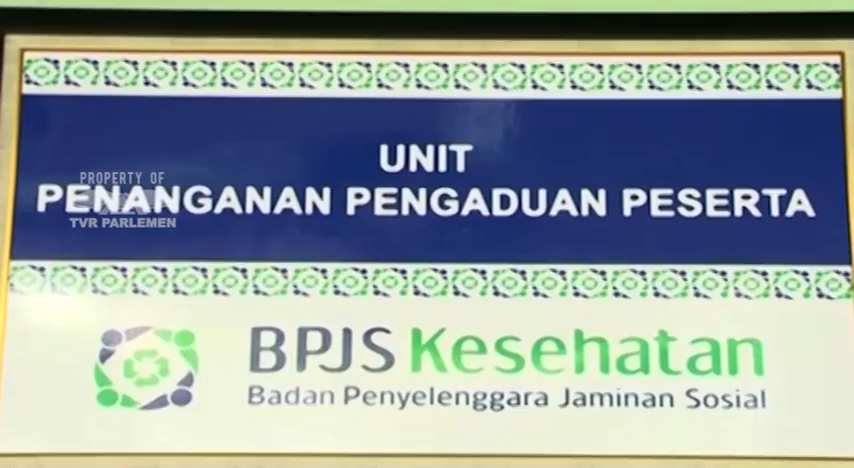 UNIT
PENANGANAN PENGADUAN PESERTA
PROPERTY OF
TVR PARLEMEN
BPJS Kesehatan
Badan Penyelenggara Jaminan Sosial